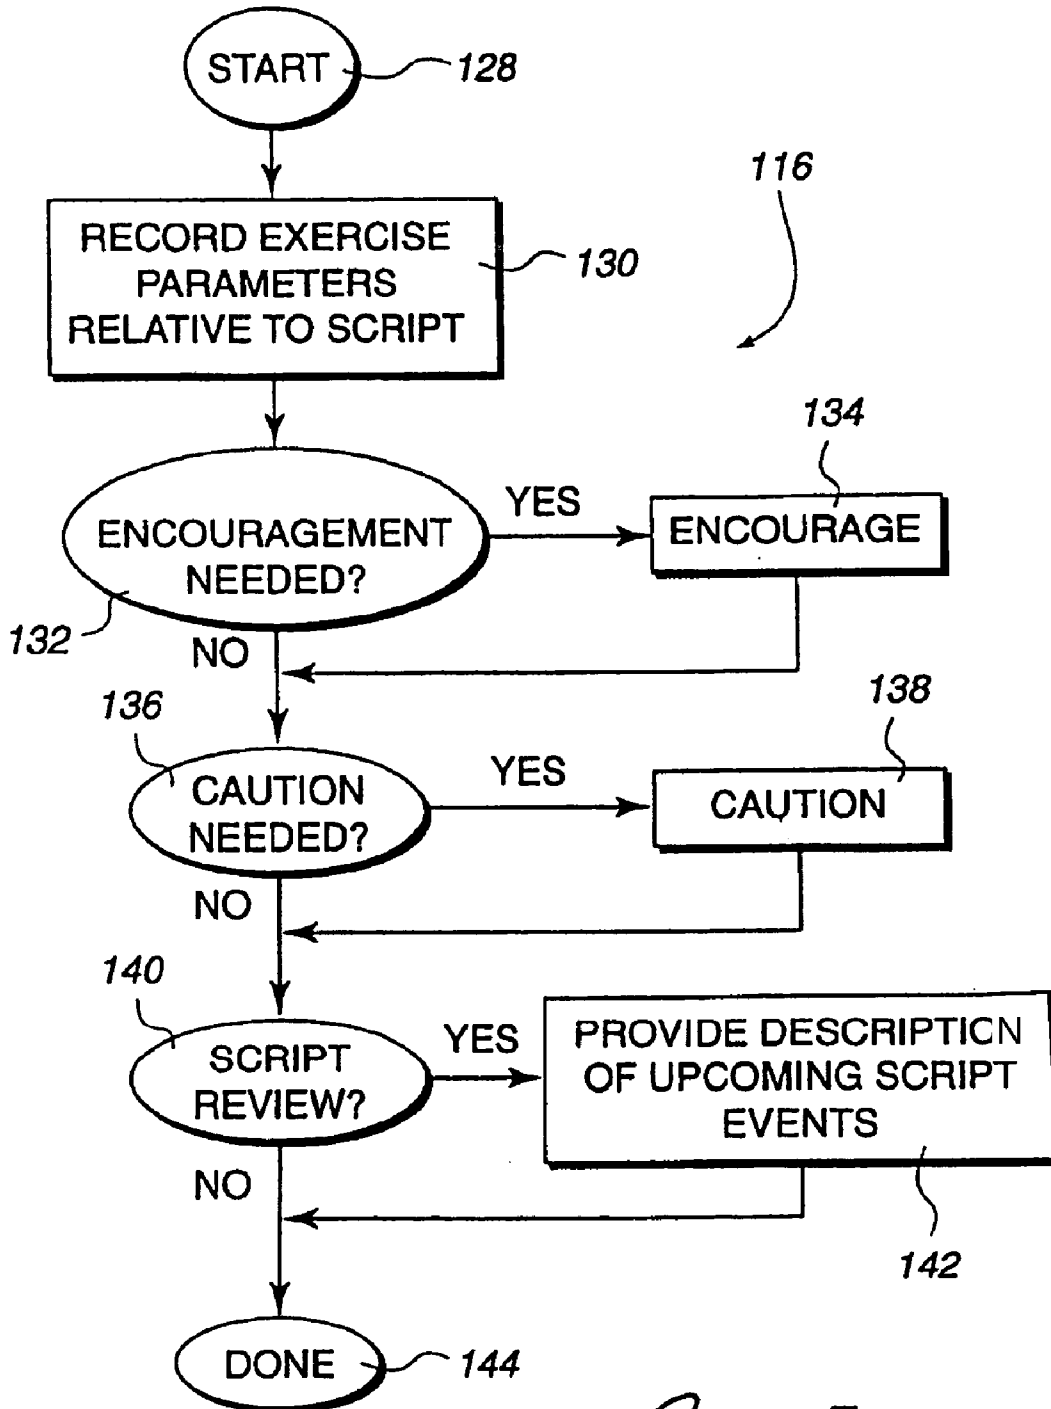 START
128
116
RECORD EXERCISE
PARAMETERS
RELATIVE TO SCRIPT
130
134
ENCOURAGEMENT
NEEDED?
YES
ENCOURAGE
132
NO
136
138
CAUTION
NEEDED?
YES
CAUTION
NO
140
SCRIPT
REVIEW?
YES
PROVIDE DESCRIPTION
OF UPCOMING SCRIPT
EVENTS
NO
142
DONE
144